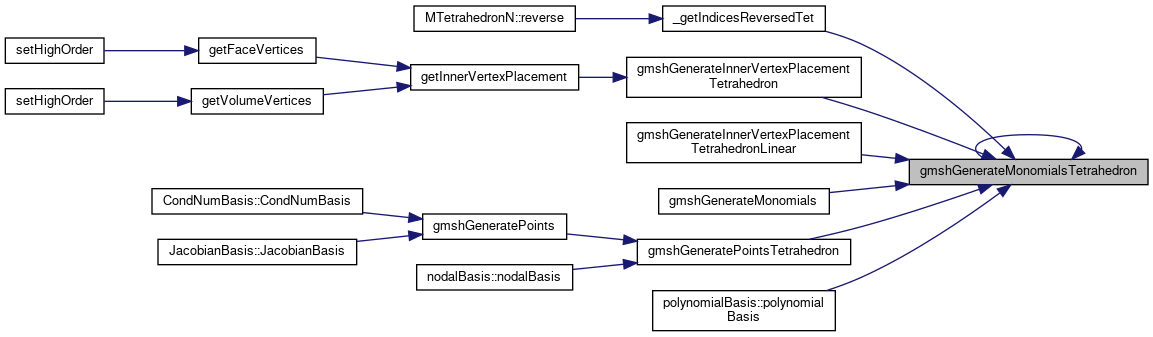 MTetrahedronN::reverse
_getIndicesReversedTet
setHighOrder
getFaceVertices
getInnerVertexPlacement
gmshGenerateInnerVertexPlacement
Tetrahedron
setHighOrder
getVolumeVertices
gmshGenerateInnerVertexPlacement
TetrahedronLinear
gmshGenerateMonomialsTetrahedron
CondNumBasis::CondNumBasis
gmshGenerateMonomials
gmshGeneratePoints
JacobianBasis::JacobianBasis
gmshGeneratePointsTetrahedron
nodalBasis::nodalBasis
polynomialBasis::polynomial
Basis